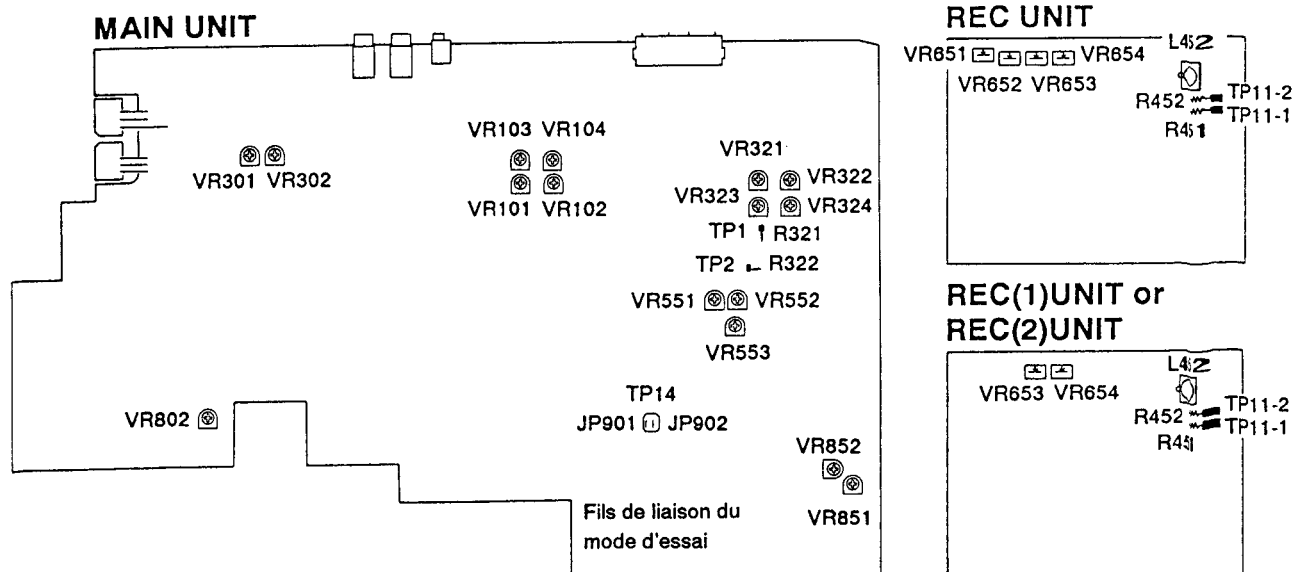 MAIN UNIT
VR301 VR302
VR103 VR104
VR101 VR102
VR321
VR322
VR323
VR324
TP1 R321
TP2 R322
VR551 VR552
VR553
TP14
JP901 JP902
VR802
VR852
VR851
Fils de liaison du
mode d'essai
REC UNIT
VR651 VR654
VR652 VR653
L452
R452 TP11-2
TP11-1
R451
REC(1)UNIT or
REC(2)UNIT
VR653 VR654
L452
R452 TP11-2
TP11-1
R451